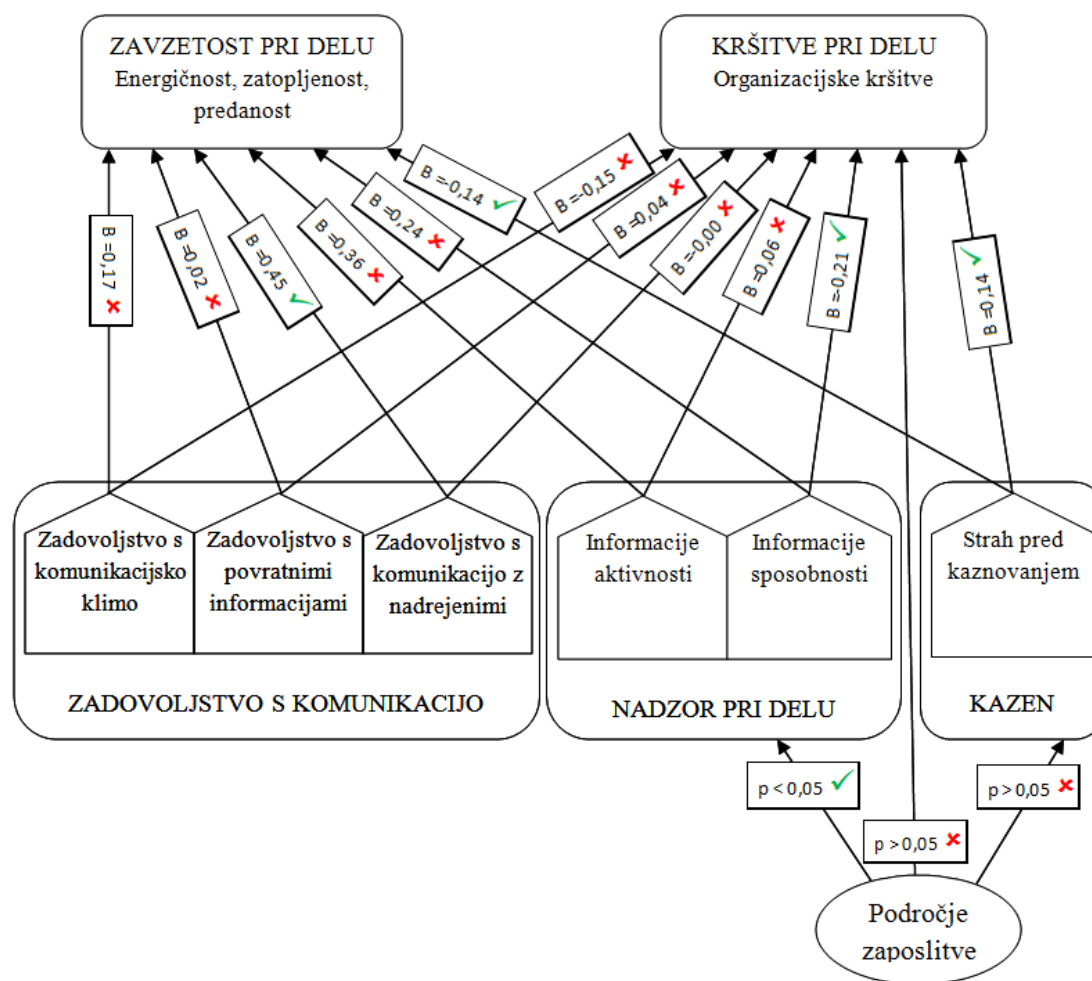 ZAVZETOST PRI DELU
Energičnost, zatopljenost,
predanost
KRŠITVE PRI DELU
Organizacijske kršitve
B =0,17
B =0,02
B =0,45
B =0,36
B =0,24
B =-0,14
B =-0,15
B =0,04
B =-0,00
B =0,06
B =-0,21
B =0,14
Zadovoljstvo s
komunikacijsko
klimo
Zadovoljstvo s
povratnimi
informacijami
Zadovoljstvo s
komunikacijo z
nadrejenimi
ZADOVOLJSTVO S KOMUNIKACIJO
Informacije
aktivnosti
Informacije
sposobnosti
NADZOR PRI DELU
Strah pred
kaznovanjem
KAZEN
p < 0,05
p > 0,05
p > 0,05
Področje
zaposlitve